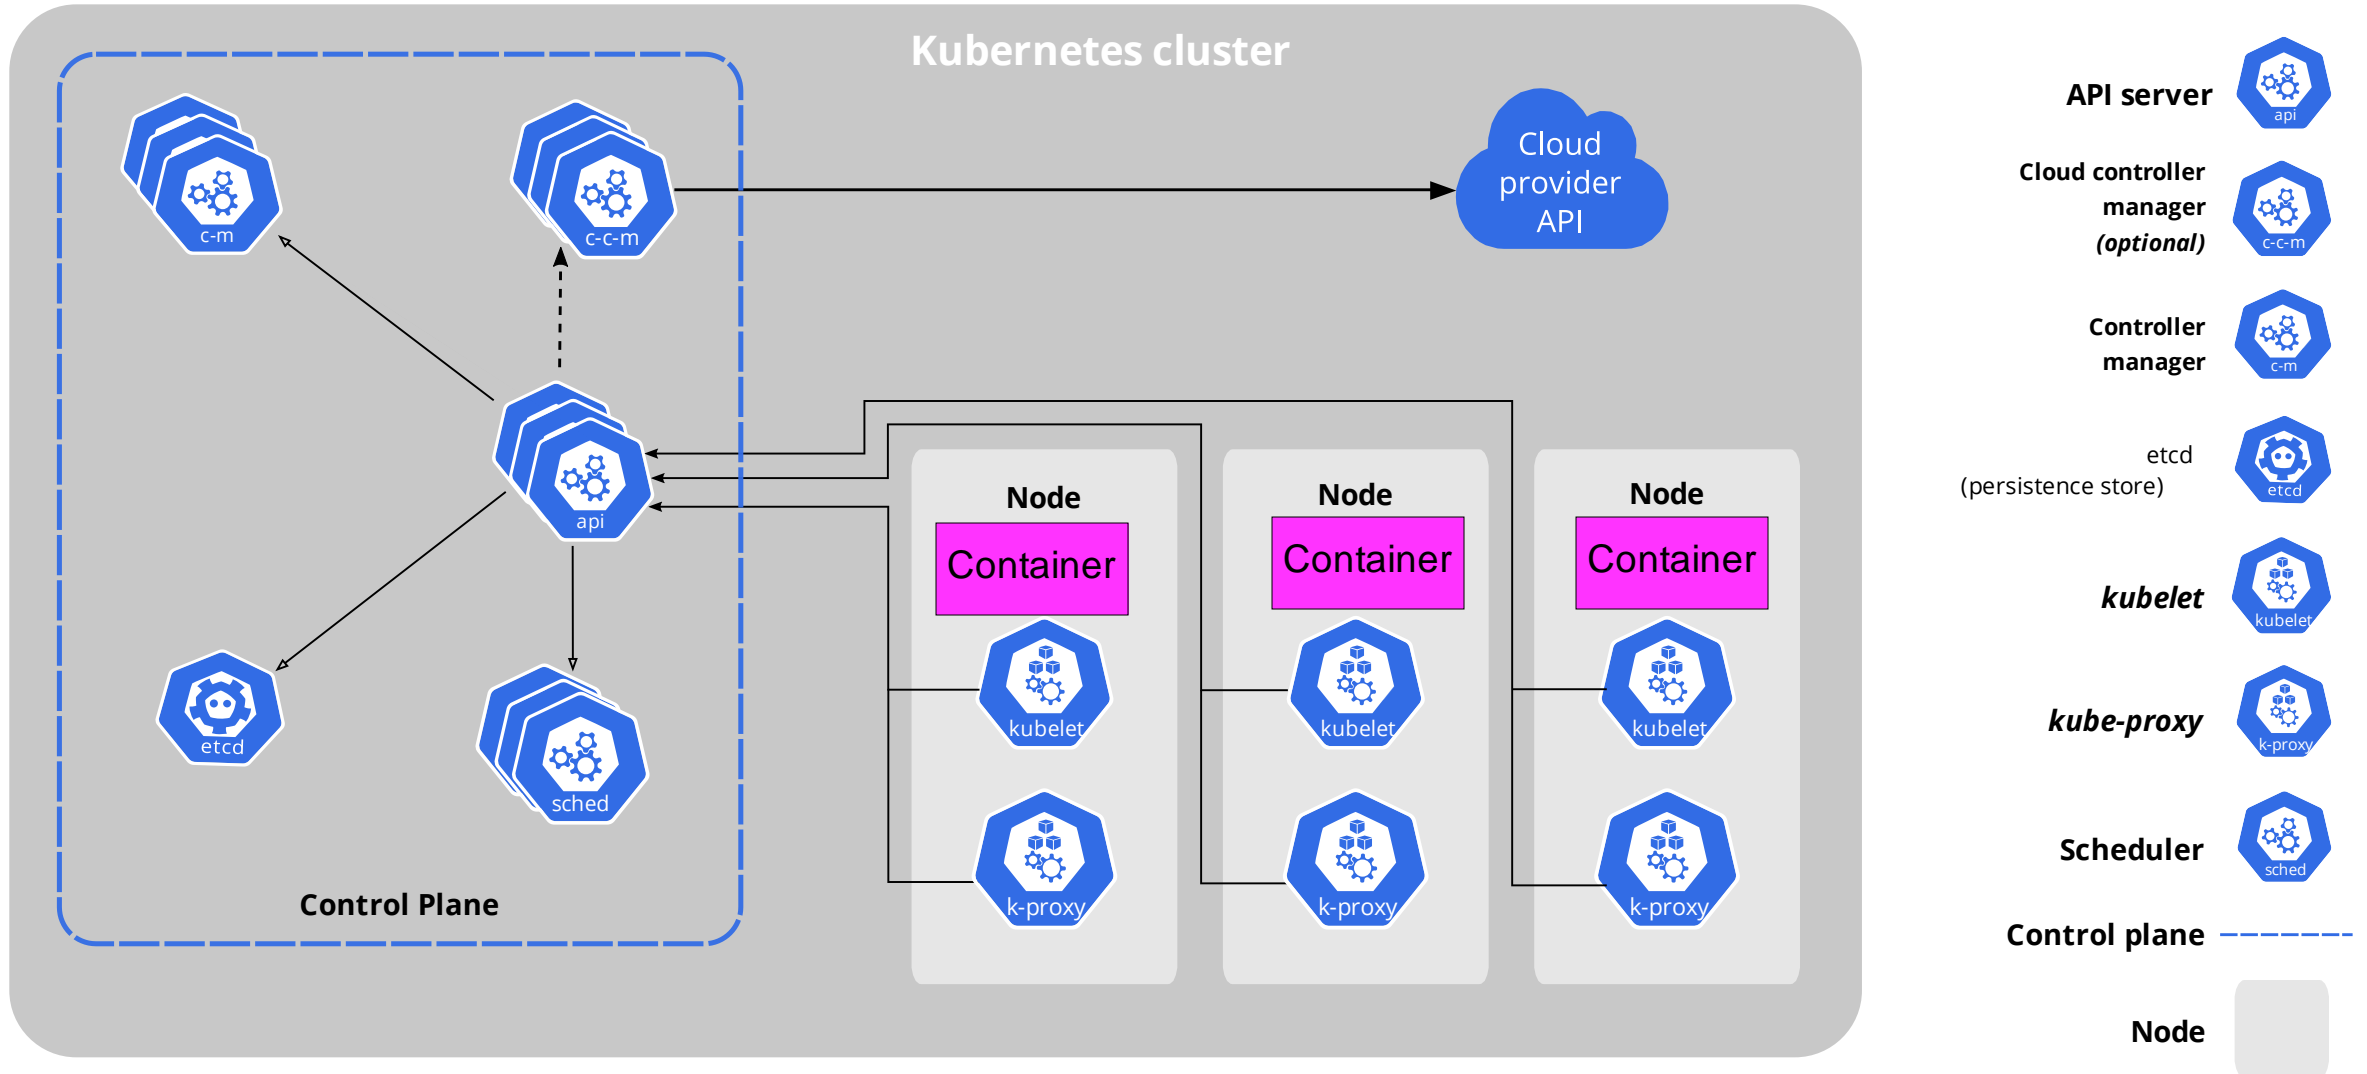 Kubernetes cluster
c-m
c-c-m
Cloud
provider
API
api
etcd
sched
Control Plane
Node
Container
kubelet
k-proxy
Node
Container
kubelet
k-proxy
Node
Container
kubelet
k-proxy
API server
api
Cloud controller
manager
(optional)
c-c-m
Controller
manager
c-m
etcd
(persistence store)
etcd
kubelet
kubelet
kube-proxy
k-proxy
Scheduler
sched
Control plane
Node